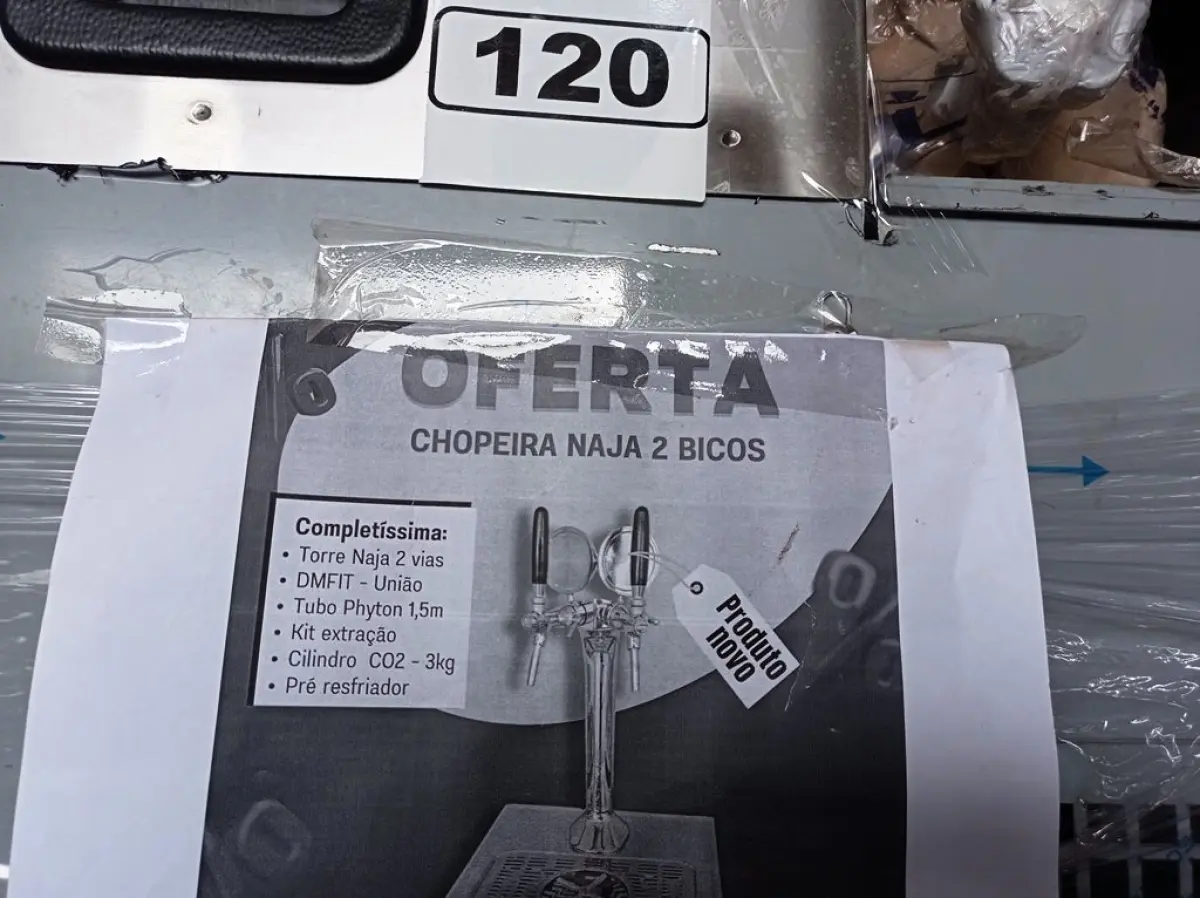 120
OFERTA
CHOPEIRA NAJA 2 BICOS
Completíssima:
• Torre Naja 2 vias
• DMFIT - União
• Tubo Phyton 1,5m
• Kit extração
• Cilindro CO2 - 3kg
• Pré resfriador
Produto
novo